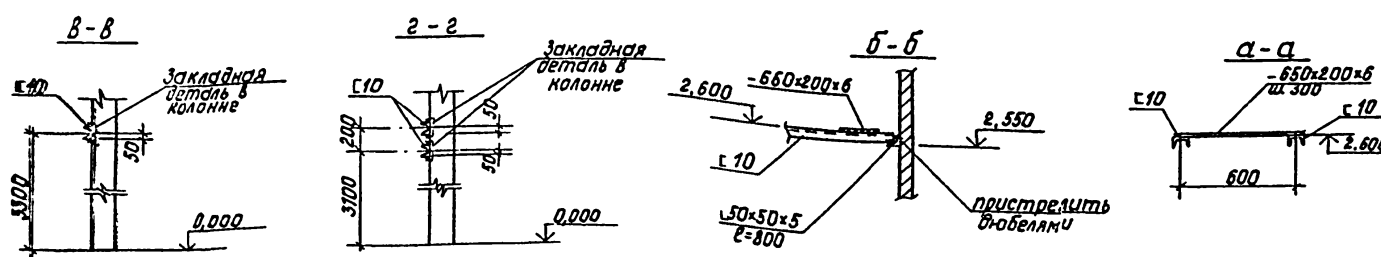 В-В
[10
Закладная
деталь в
колонне
50
3300
0,000
г-г
Закладная
деталь в
колонне
[10
50
200
50
3100
0,000
б-б
-660×200×6
2,600
2,550
[10
∟50×50×5
ℓ=800
пристрелить
дюбелями
а-а
-650×200×6
ш.300
[10
[10
2,600
600